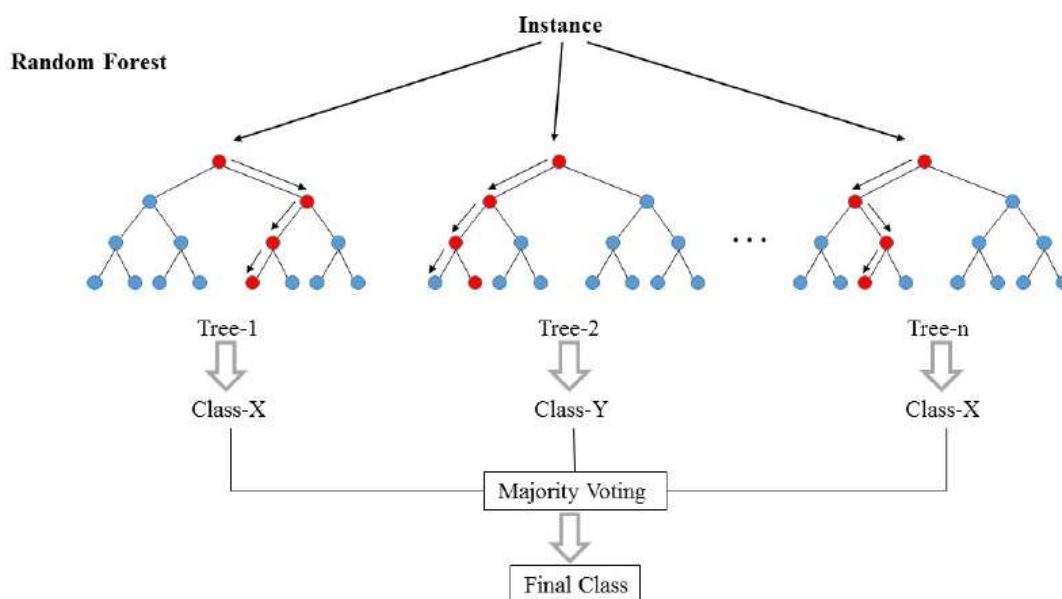 Instance
Random Forest
...
Tree-1 Tree-2 Tree-n
Class-X Class-Y Class-X
Majority Voting
Final Class